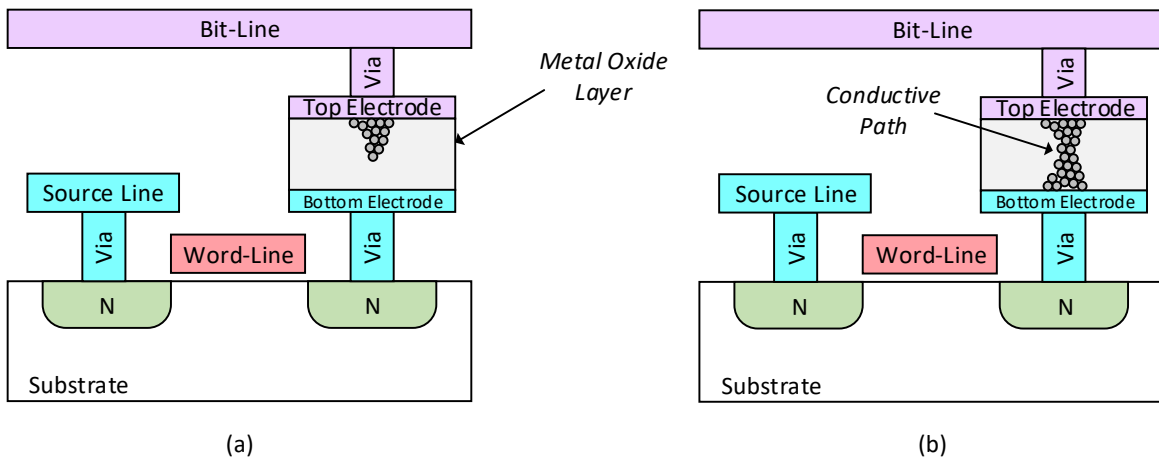 Bit-Line
Via
Top Electrode
Metal Oxide
Layer
Bottom Electrode
Source Line
Via
Word-Line
Via
N
N
Substrate
(a)
Bit-Line
Via
Top Electrode
Conductive
Path
Bottom Electrode
Source Line
Via
Word-Line
Via
N
N
Substrate
(b)